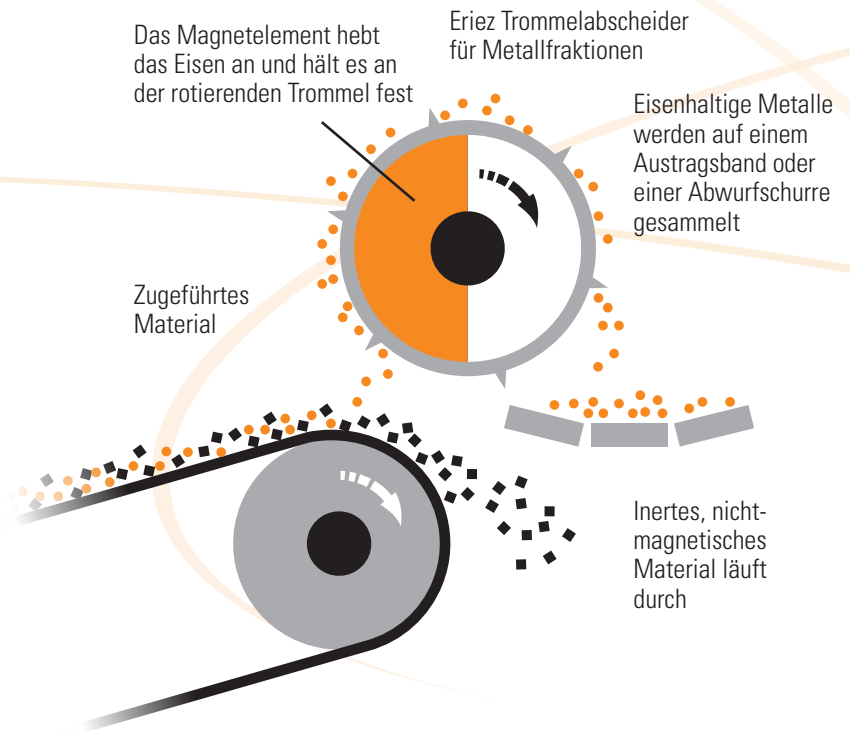 Das Magnetelement hebt
das Eisen an und hält es an
der rotierenden Trommel fest
Eriez Trommelabscheider
für Metallfraktionen
Eisenhaltige Metalle
werden auf einem
Austragsband oder
einer Abwurfschurre
gesammelt
Zugeführtes
Material
Inertes, nicht-
magnetisches
Material läuft
durch